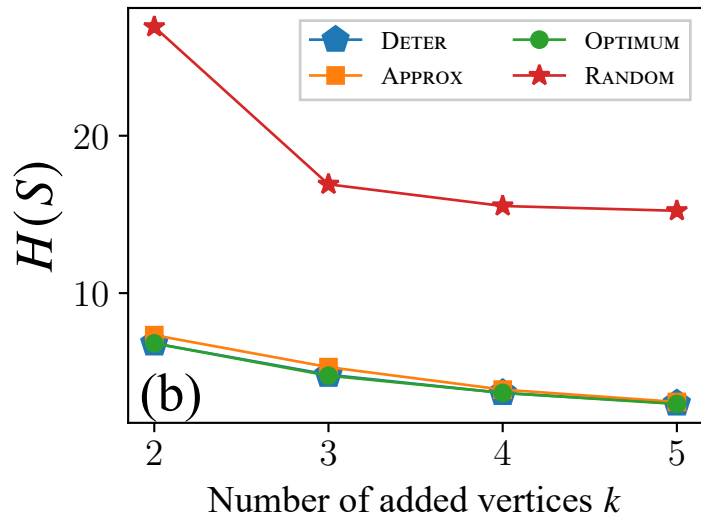 DETER
OPTIMUM
APPROX
RANDOM
20
10
H(S)
(b)
2 3 4 5
Number of added vertices k